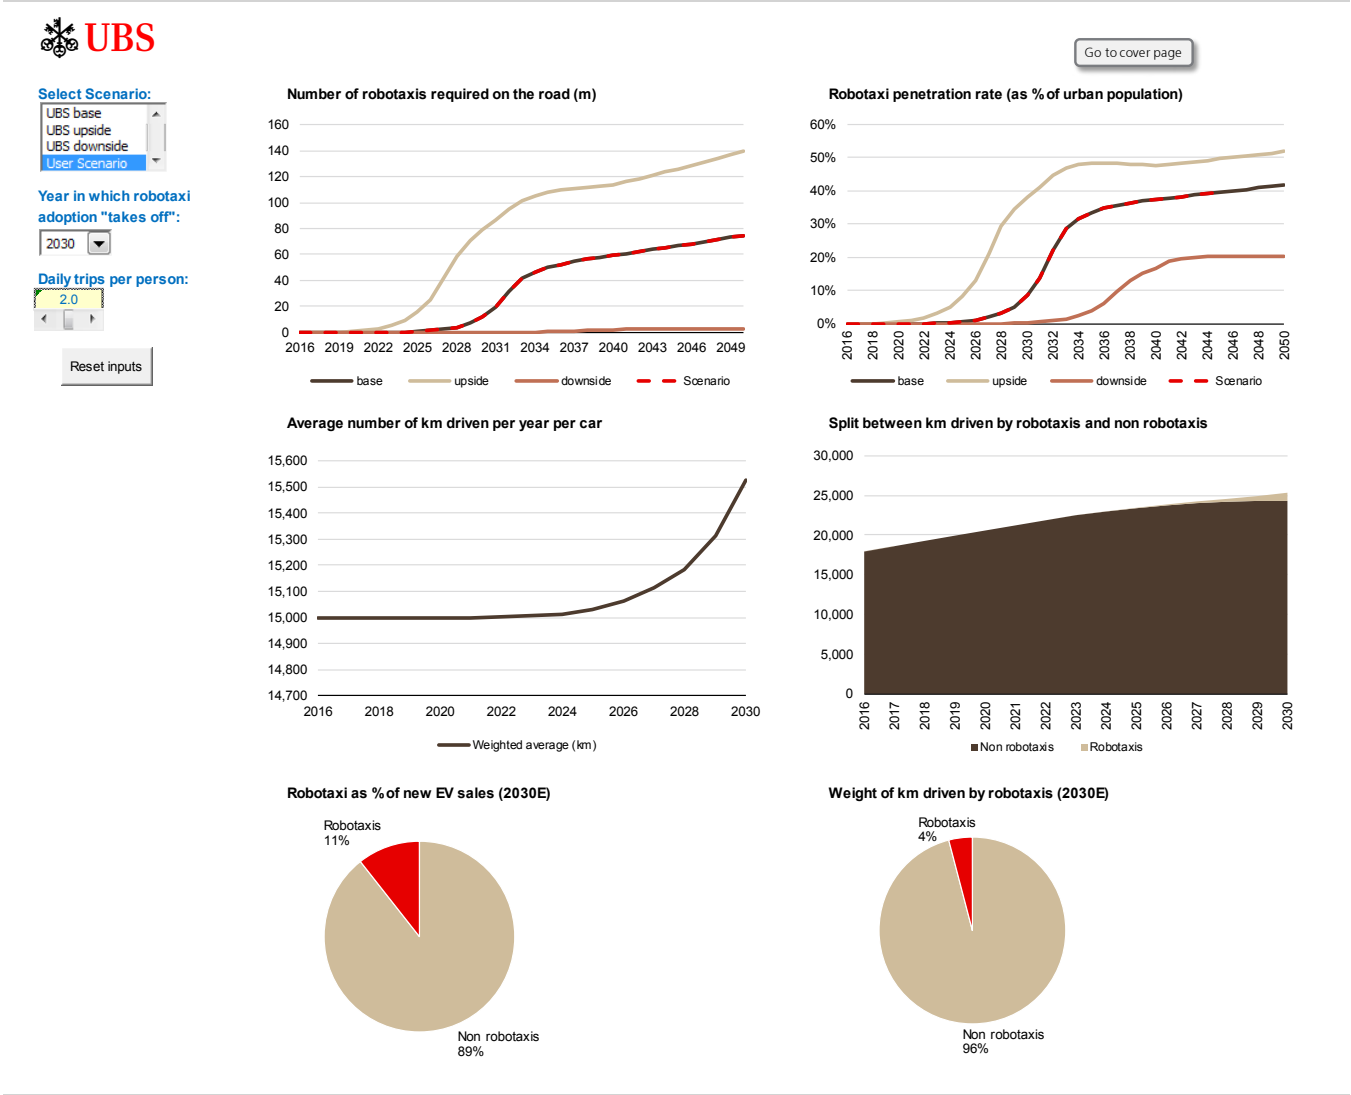 UBS
Go to cover page
Select Scenario:
UBS base
UBS upside
UBS downside
User Scenario
Year in which robotaxi
adoption "takes off":
2030
Daily trips per person:
2.0
Reset inputs
Number of robotaxis required on the road (m)
160
140
120
100
80
60
40
20
0
2016 2019 2022 2025 2028 2031 2034 2037 2040 2043 2046 2049
base upside downside Scenario
Robotaxi penetration rate (as % of urban population)
60%
50%
40%
30%
20%
10%
0%
2016 2018 2020 2022 2024 2026 2028 2030 2032 2034 2036 2038 2040 2042 2044 2046 2048 2050
base upside downside Scenario
Average number of km driven per year per car
15,600
15,500
15,400
15,300
15,200
15,100
15,000
14,900
14,800
14,700
2016 2018 2020 2022 2024 2026 2028 2030
Weighted average (km)
Split between km driven by robotaxis and non robotaxis
30,000
25,000
20,000
15,000
10,000
5,000
0
2016 2017 2018 2019 2020 2021 2022 2023 2024 2025 2026 2027 2028 2029 2030
Non robotaxis Robotaxis
Robotaxi as % of new EV sales (2030E)
Robotaxis
11%
Non robotaxis
89%
Weight of km driven by robotaxis (2030E)
Robotaxis
4%
Non robotaxis
96%